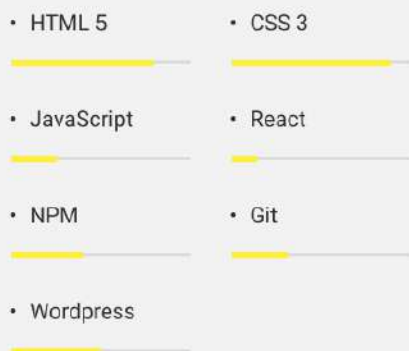 • HTML 5
• CSS 3
• JavaScript
• React
• NPM
• Git
• Wordpress